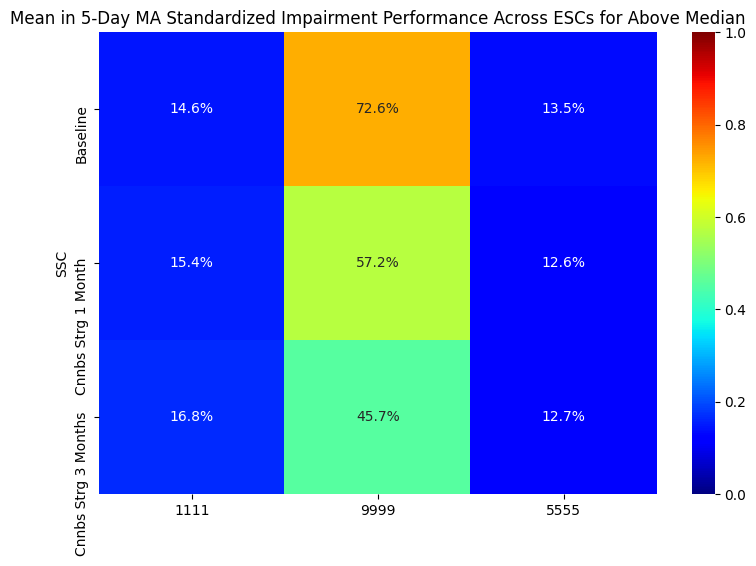 Mean in 5-Day MA Standardized Impairment Performance Across ESCs for Above Median
SSC
Baseline
14.6% 72.6% 13.5%
Cnnbs Strg 1 Month
15.4% 57.2% 12.6%
Cnnbs Strg 3 Months
16.8% 45.7% 12.7%
1111 9999 5555
1.0
0.8
0.6
0.4
0.2
0.0